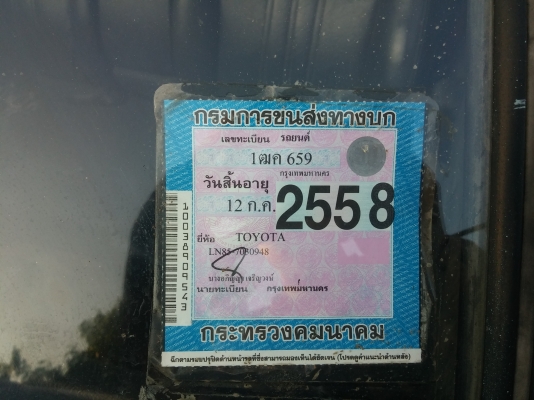 กรมการขนส่งทางบก
เลขทะเบียน รถยนต์
1ฒค 659
กรุงเทพมหานคร
วันสิ้นอายุ
12 ก.ค. 2558
ยี่ห้อ TOYOTA
LN85-7030948
นายทะเบียน กรุงเทพมหานคร
กระทรวงคมนาคม
10038909543